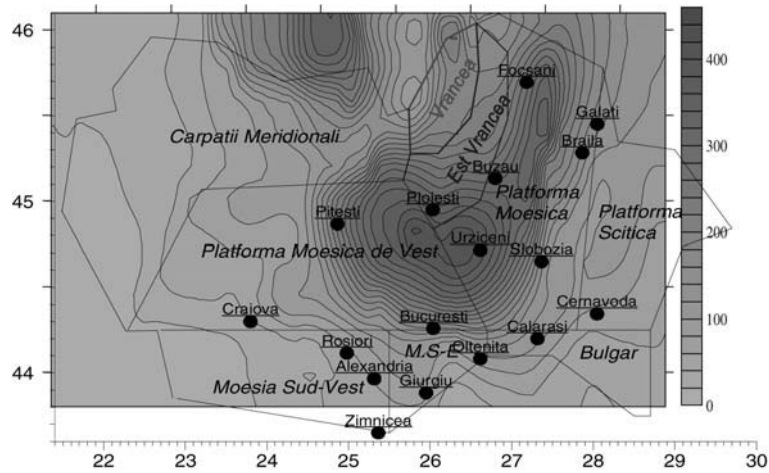 46
Focsani
400
Vrancea
Galati
Carpatii Meridionali
Est Vrancea
Braila
300
Buzau
Platforma
Moesica
45
Pitesti
Ploiesti
Platforma
Scitica
200
Urziceni
Platforma Moesica de Vest
Slobozia
Craiova
Bucuresti
Cernavoda
100
Rosiori
M.S-E
Oltenita
Calarasi
Bulgar
44
Alexandria
Moesia Sud-Vest
Giurgiu
0
Zimnicea
22 23 24 25 26 27 28 29 30